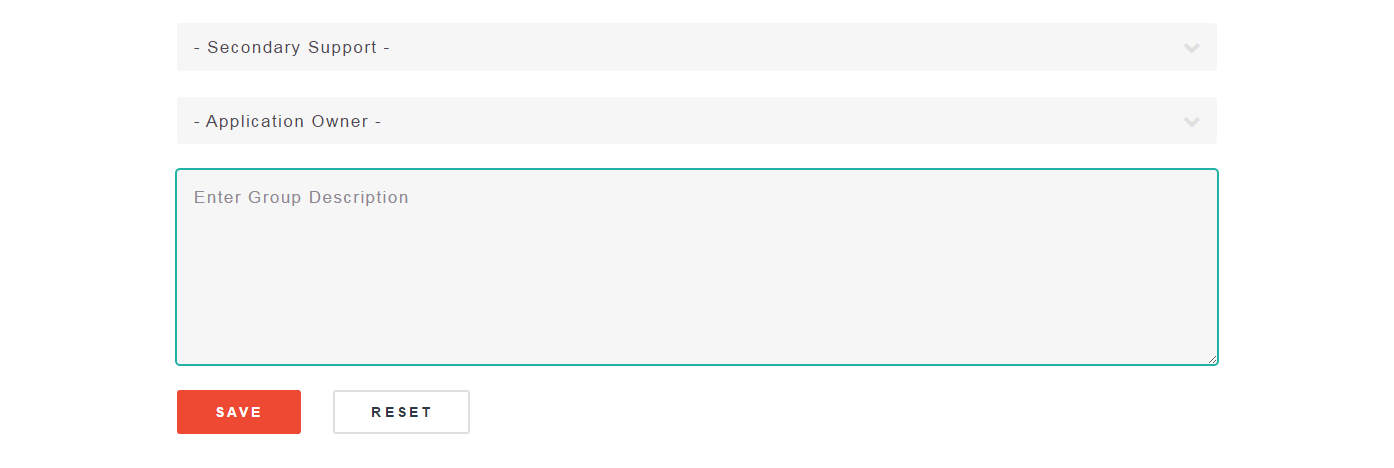 - Secondary Support -
- Application Owner -
Enter Group Description
SAVE RESET